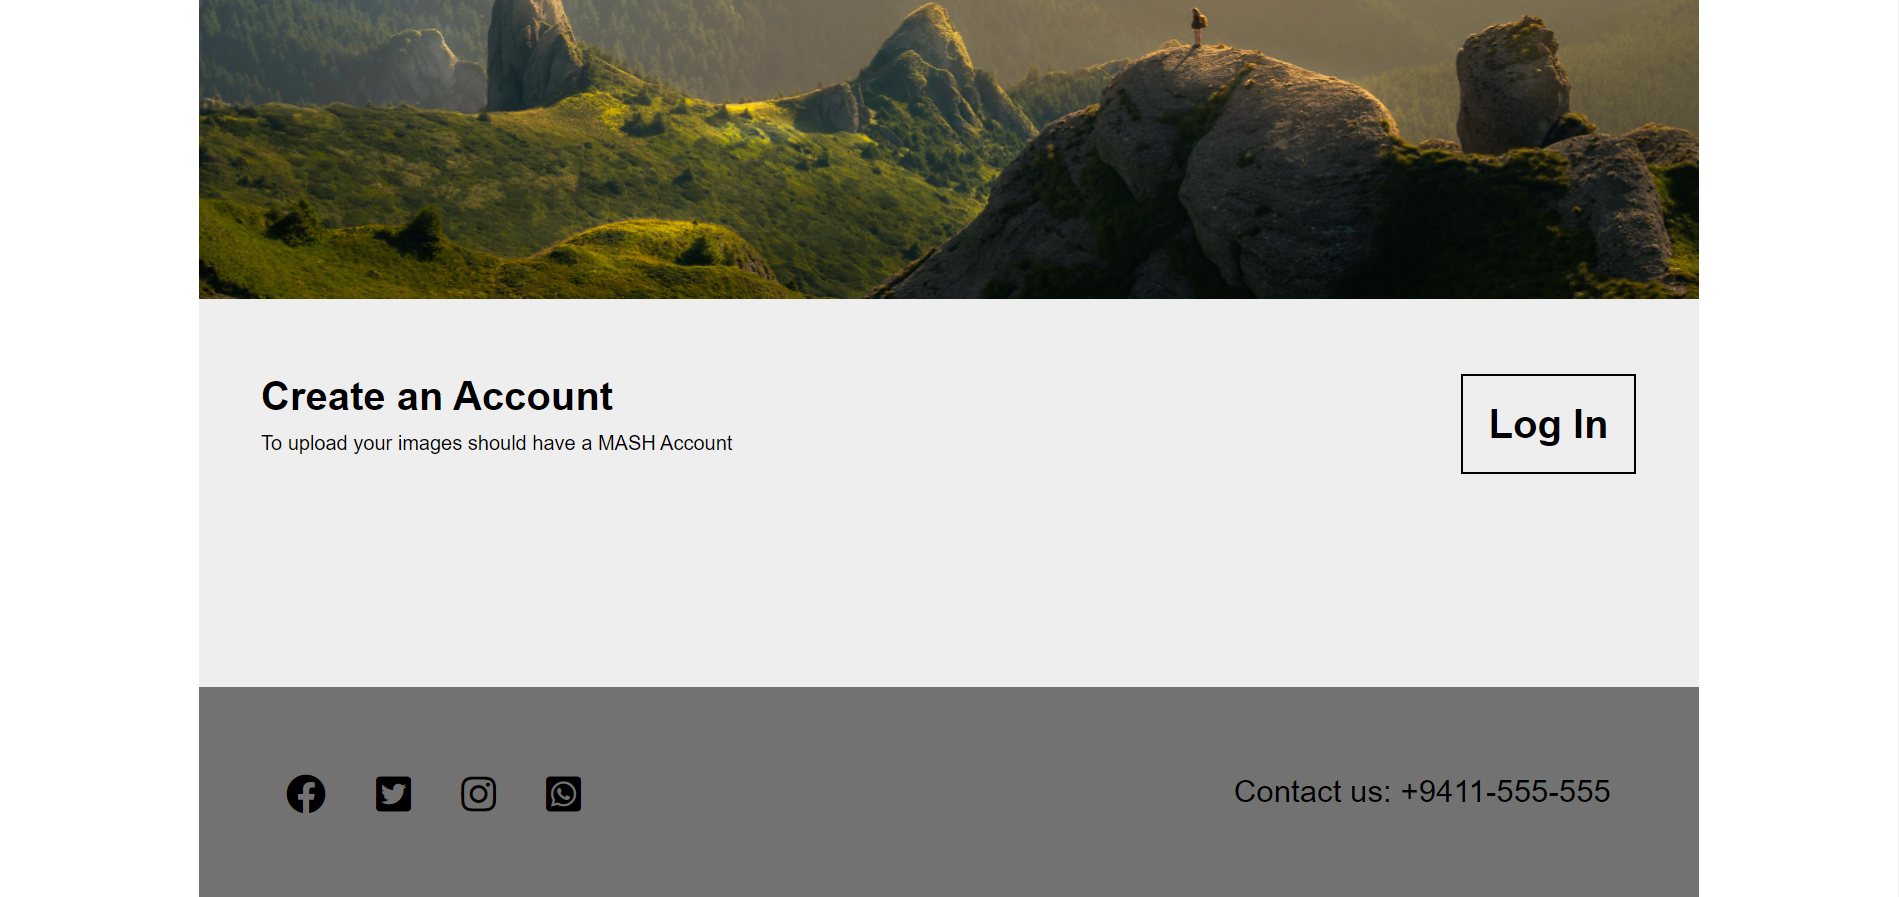 Create an Account
To upload your images should have a MASH Account
Log In
Contact us: +9411-555-555